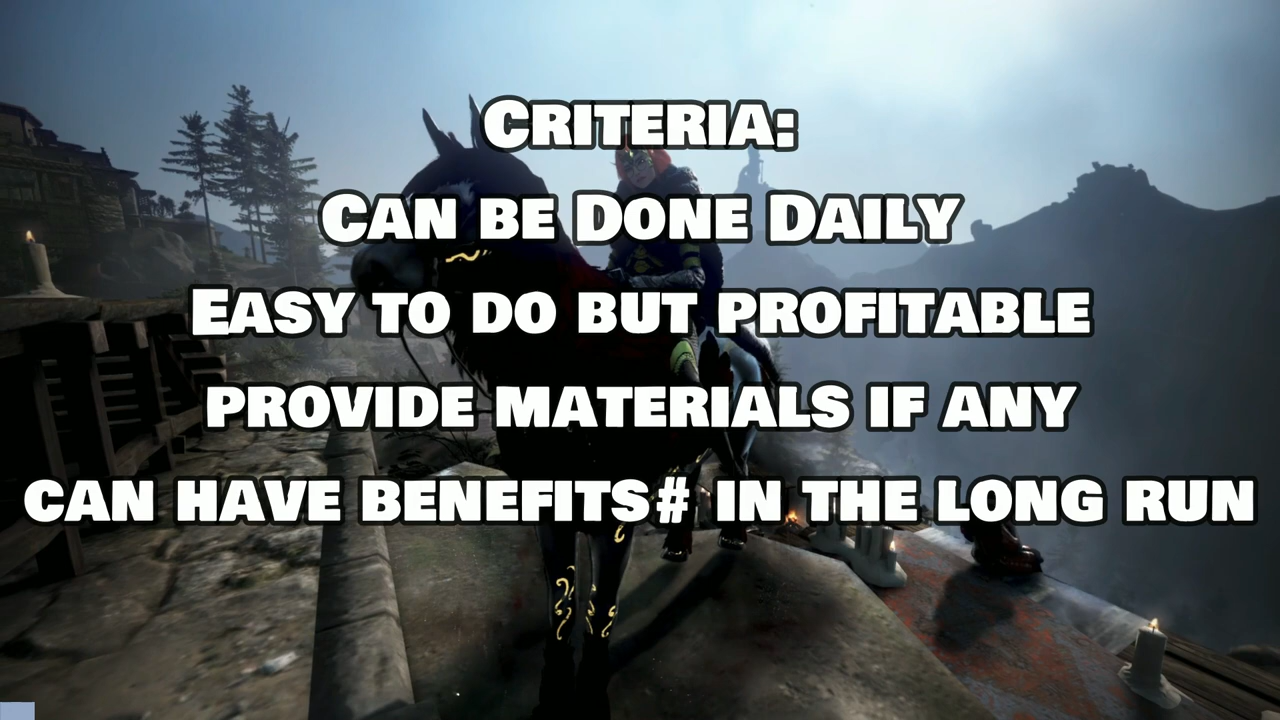 Criteria:
Can be Done Daily
Easy to do but profitable
provide materials if any
can have benefits# in the long run